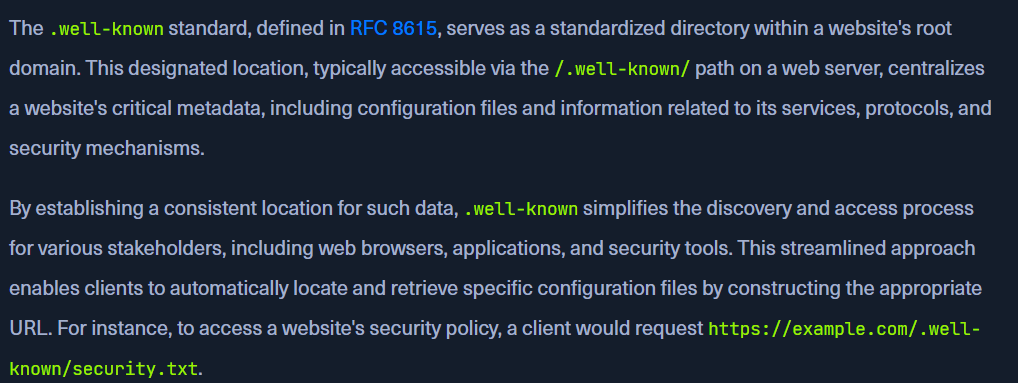 The .well-known standard, defined in RFC 8615, serves as a standardized directory within a website's root
domain. This designated location, typically accessible via the /.well-known/ path on a web server, centralizes
a website's critical metadata, including configuration files and information related to its services, protocols, and
security mechanisms.
By establishing a consistent location for such data, .well-known simplifies the discovery and access process
for various stakeholders, including web browsers, applications, and security tools. This streamlined approach
enables clients to automatically locate and retrieve specific configuration files by constructing the appropriate
URL. For instance, to access a website's security policy, a client would request https://example.com/.well-
known/security.txt.